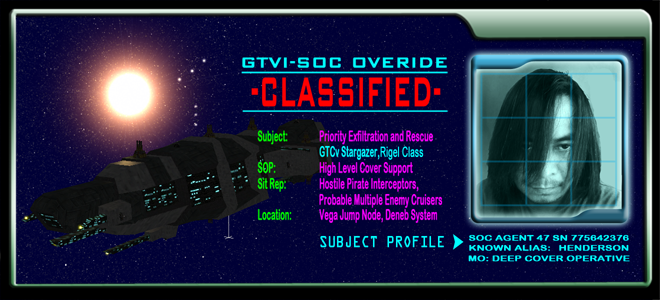 GTVI-SOC OVERIDE
-CLASSIFIED-
Subject: Priority Exfiltration and Rescue
GTCv Stargazer,Rigel Class
SOP: High Level Cover Support
Sit Rep: Hostile Pirate Interceptors,
Probable Multiple Enemy Cruisers
Location: Vega Jump Node, Deneb System
SUBJECT PROFILE
SOC AGENT 47 SN 775642376
KNOWN ALIAS: HENDERSON
MO: DEEP COVER OPERATIVE